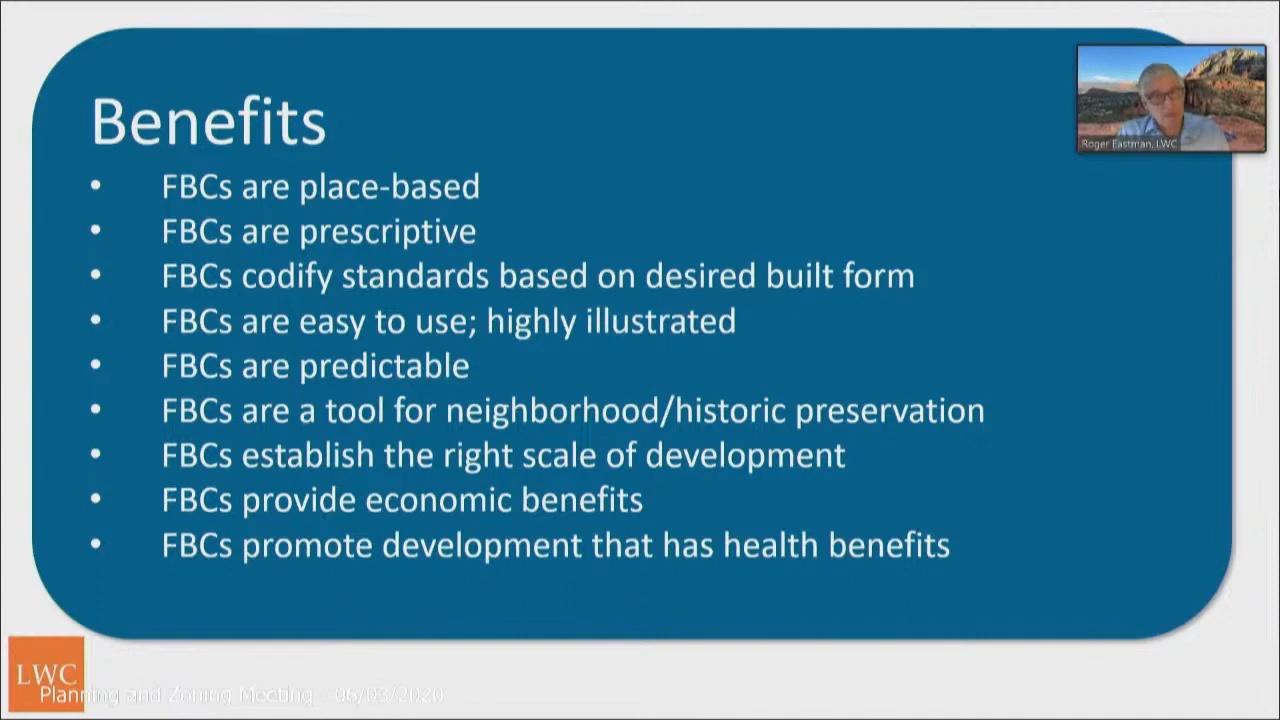 Benefits
• FBCs are place-based
• FBCs are prescriptive
• FBCs codify standards based on desired built form
• FBCs are easy to use; highly illustrated
• FBCs are predictable
• FBCs are a tool for neighborhood/historic preservation
• FBCs establish the right scale of development
• FBCs provide economic benefits
• FBCs promote development that has health benefits
Roger Eastman, LWC
LWC
Planning and Zoning Meeting - 06/03/2020